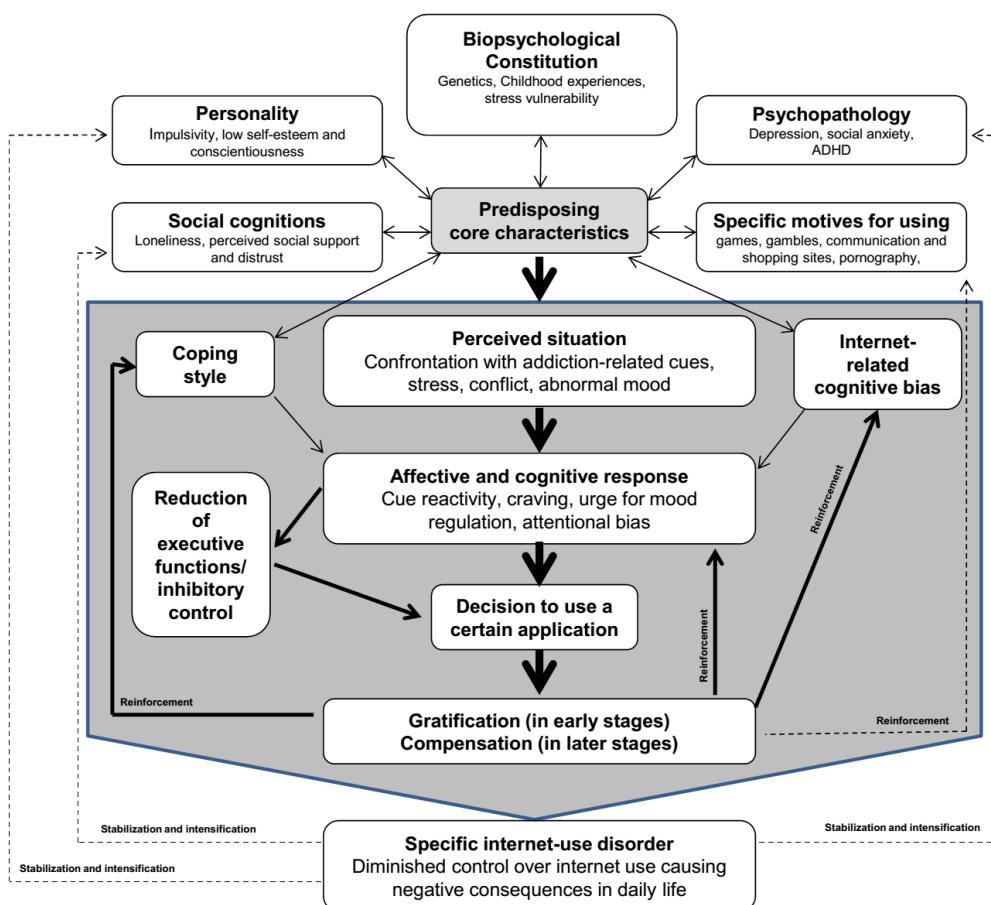 Biopsychological
Constitution
Genetics, Childhood experiences,
stress vulnerability
Personality
Impulsivity, low self-esteem and
conscientiousness
Psychopathology
Depression, social anxiety,
ADHD
Predisposing
core characteristics
Social cognitions
Loneliness, perceived social support
and distrust
Specific motives for using
games, gambles, communication and
shopping sites, pornography,
Perceived situation
Confrontation with addiction-related cues,
stress, conflict, abnormal mood
Coping
style
Internet-
related
cognitive bias
Affective and cognitive response
Cue reactivity, craving, urge for mood
regulation, attentional bias
Reduction of
executive
functions/
inhibitory
control
Reinforcement
Decision to use a
certain application
Reinforcement
Reinforcement
Gratification (in early stages)
Compensation (in later stages)
Reinforcement
Stabilization and intensification
Specific internet-use disorder
Diminished control over internet use causing
negative consequences in daily life
Stabilization and intensification
Stabilization and intensification